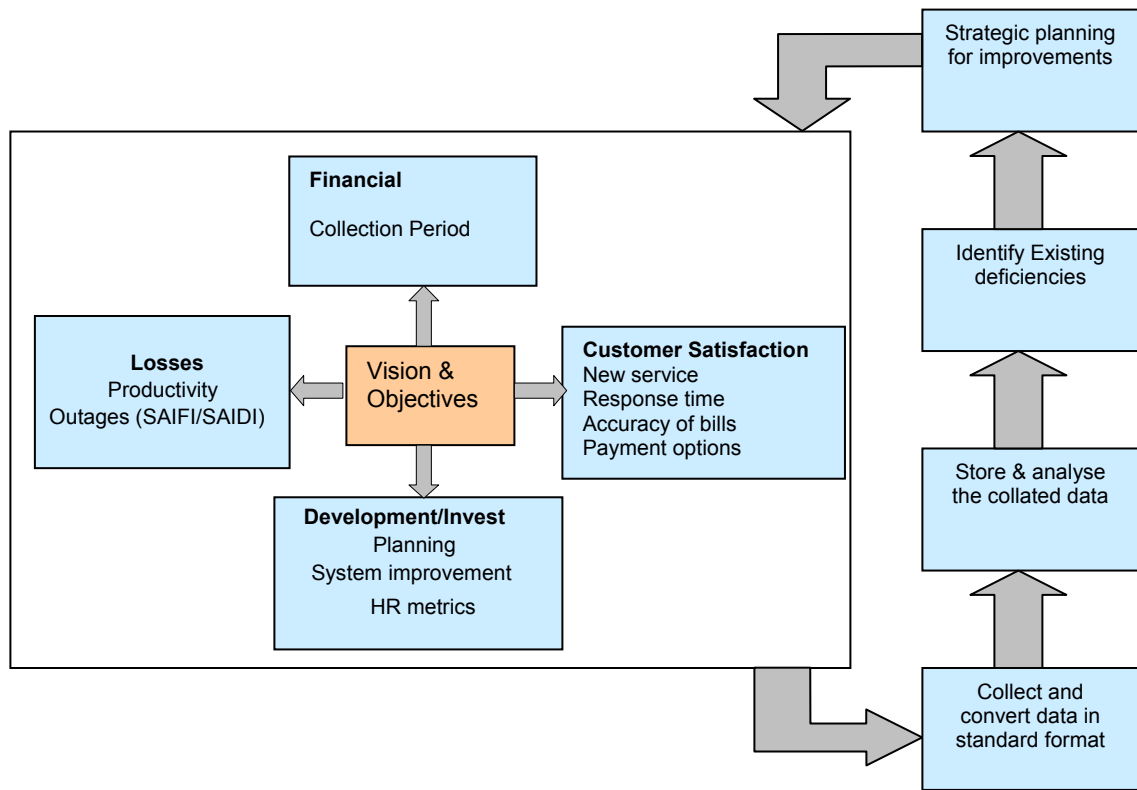 Strategic planning
for improvements
Financial
Collection Period
Identify Existing
deficiencies
Losses
Productivity
Outages (SAIFI/SAIDI)
Vision &
Objectives
Customer Satisfaction
New service
Response time
Accuracy of bills
Payment options
Store & analyse
the collated data
Development/Invest
Planning
System improvement
HR metrics
Collect and
convert data in
standard format